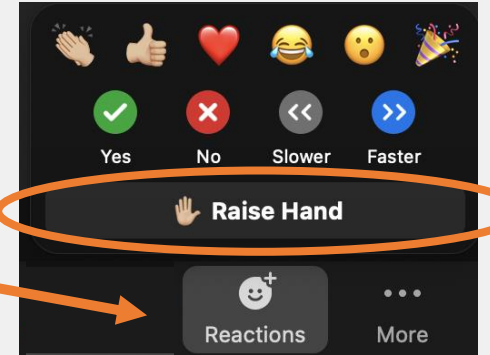 Yes No Slower Faster
Raise Hand
Reactions More